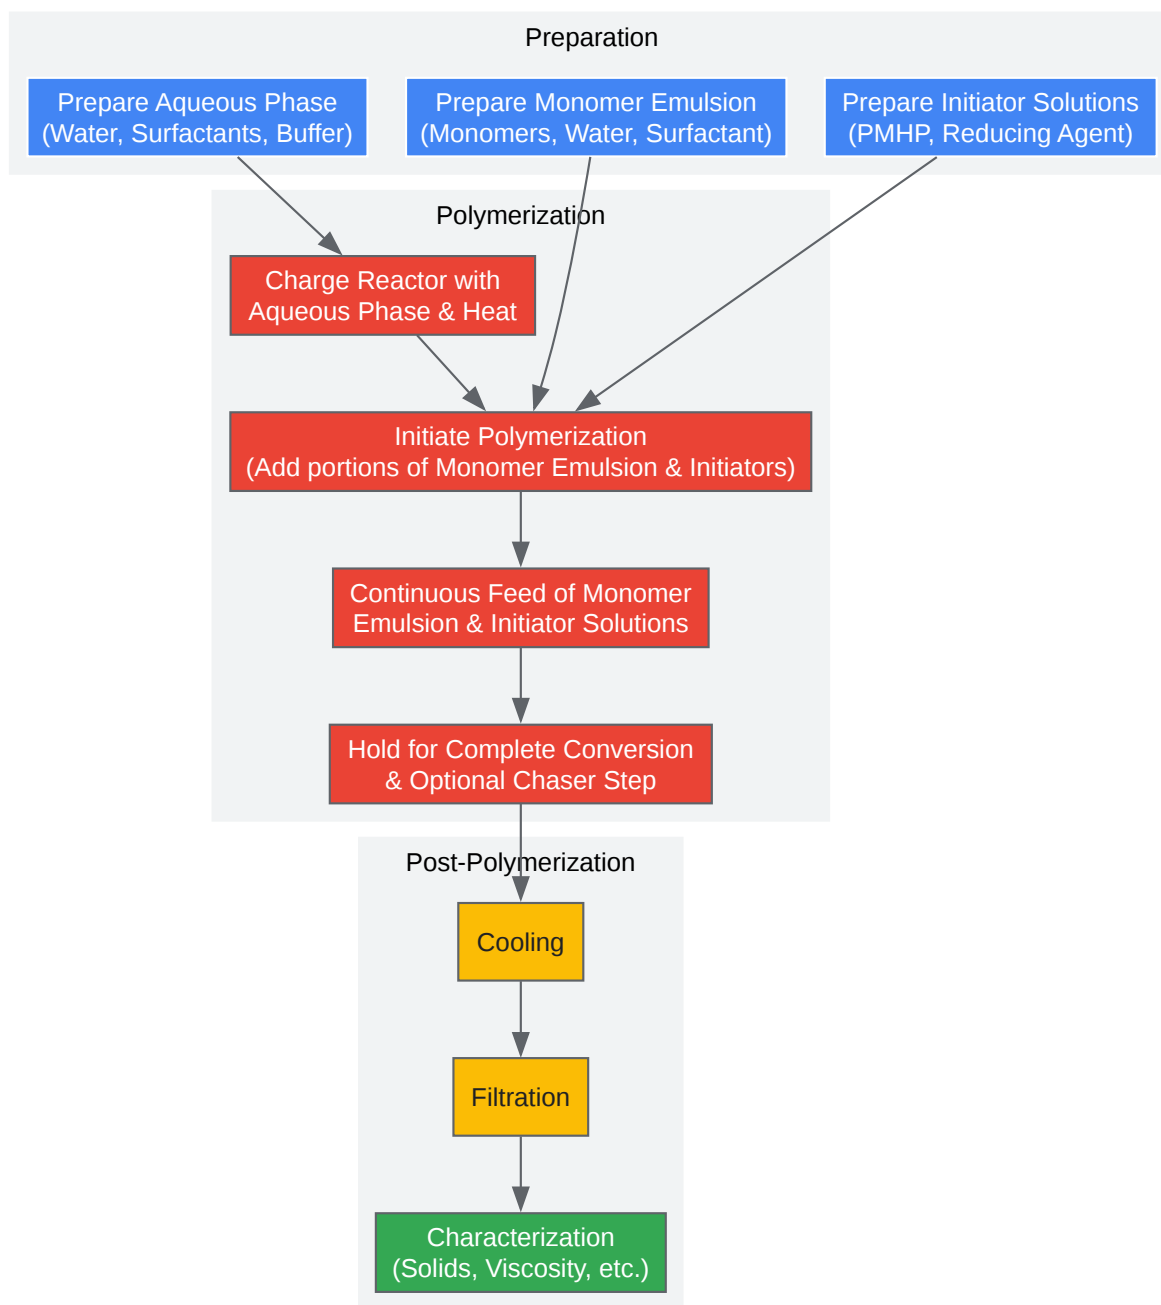 Preparation
Prepare Aqueous Phase
(Water, Surfactants, Buffer)
Prepare Monomer Emulsion
(Monomers, Water, Surfactant)
Prepare Initiator Solutions
(PMHP, Reducing Agent)
Polymerization
Charge Reactor with
Aqueous Phase & Heat
Initiate Polymerization
(Add portions of Monomer Emulsion & Initiators)
Continuous Feed of Monomer
Emulsion & Initiator Solutions
Hold for Complete Conversion
& Optional Chaser Step
Post-Polymerization
Cooling
Filtration
Characterization
(Solids, Viscosity, etc.)